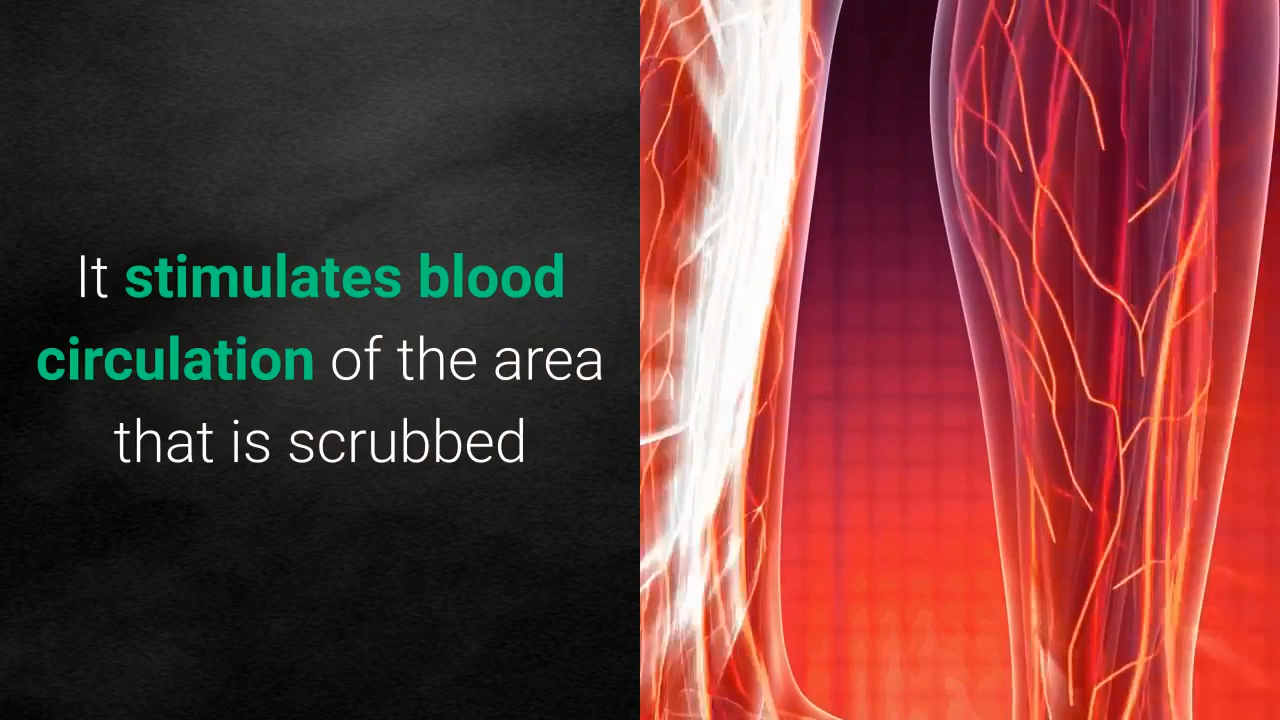 It stimulates blood
circulation of the area
that is scrubbed